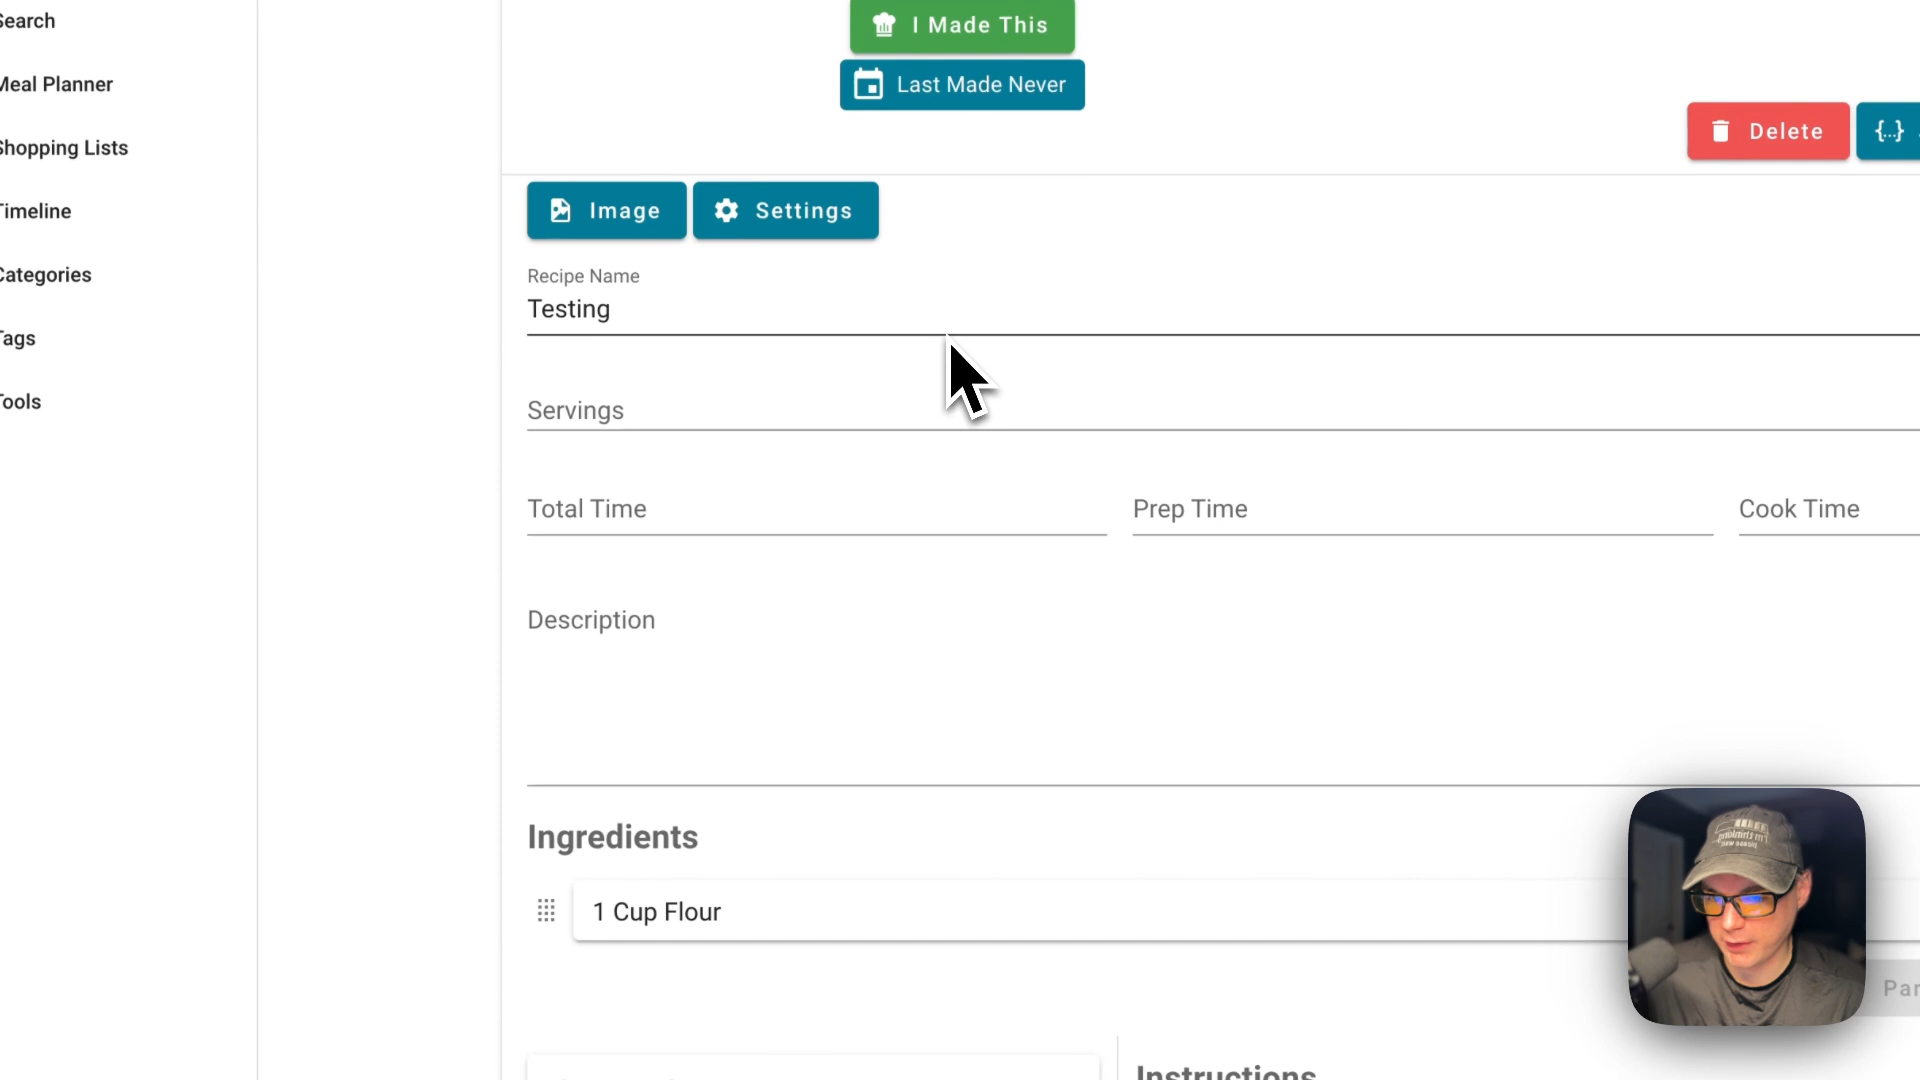 Search
Meal Planner
Shopping Lists
Timeline
Categories
Tags
Tools
I Made This
Last Made Never
Delete
{...}
Image
Settings
Recipe Name
Testing
Servings
Total Time
Prep Time
Cook Time
Description
Ingredients
1 Cup Flour
Par
Instructions